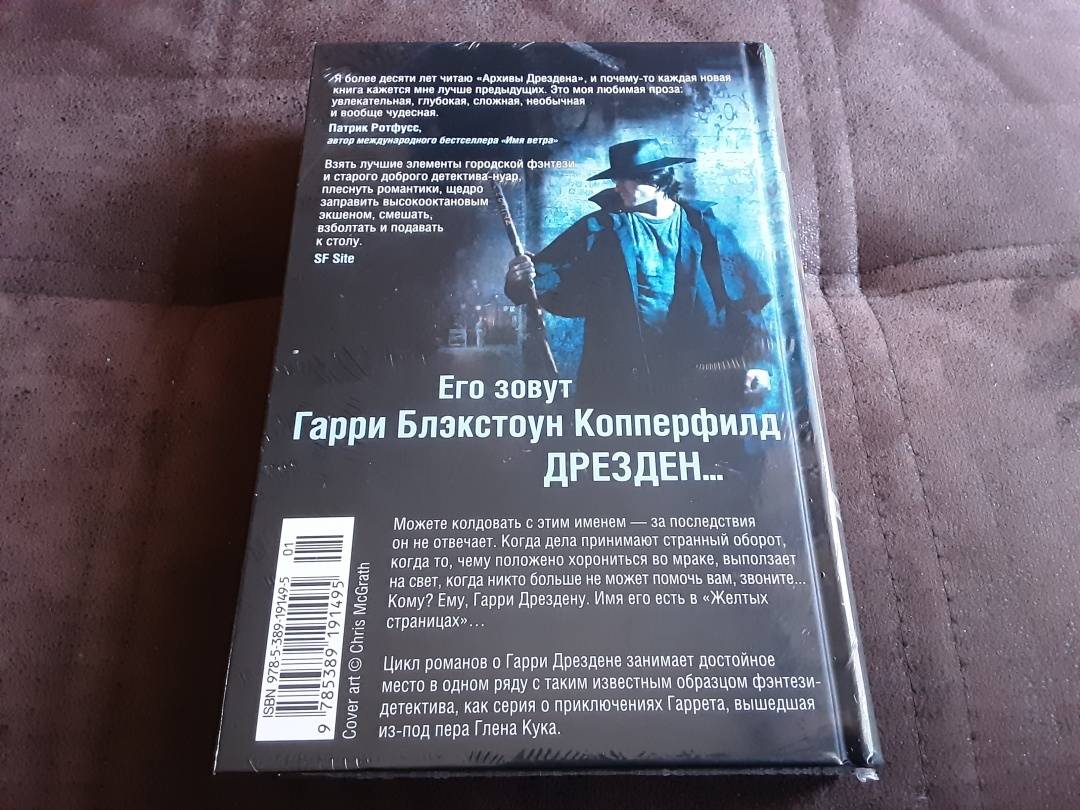 Я более десяти лет читаю «Архивы Дрездена», и почему-то каждая новая
книга кажется мне лучше предыдущих. Это моя любимая проза:
увлекательная, глубокая, сложная, необычная
и вообще чудесная.
Патрик Ротфусс,
автор международного бестселлера «Имя ветра»
Взять лучшие элементы городской фэнтези
и старого доброго детектива-нуар,
плеснуть романтики, щедро
заправить высокооктановым
экшеном, смешать,
взболтать и подавать
к столу.
SF Site
Его зовут
Гарри Блэкстоун Копперфилд
ДРЕЗДЕН...
Можете колдовать с этим именем — за последствия
он не отвечает. Когда дела принимают странный оборот,
когда то, чему положено хорониться во мраке, выползает
на свет, когда никто больше не может помочь вам, звоните...
Кому? Ему, Гарри Дрездену. Имя его есть в «Желтых
страницах»...
Цикл романов о Гарри Дрездене занимает достойное
место в одном ряду с таким известным образцом фэнтези-
детектива, как серия о приключениях Гаррета, вышедшая
из-под пера Глена Кука.
ISBN 978-5-389-19149-5
01
9 785389 191495
Cover art © Chris McGrath